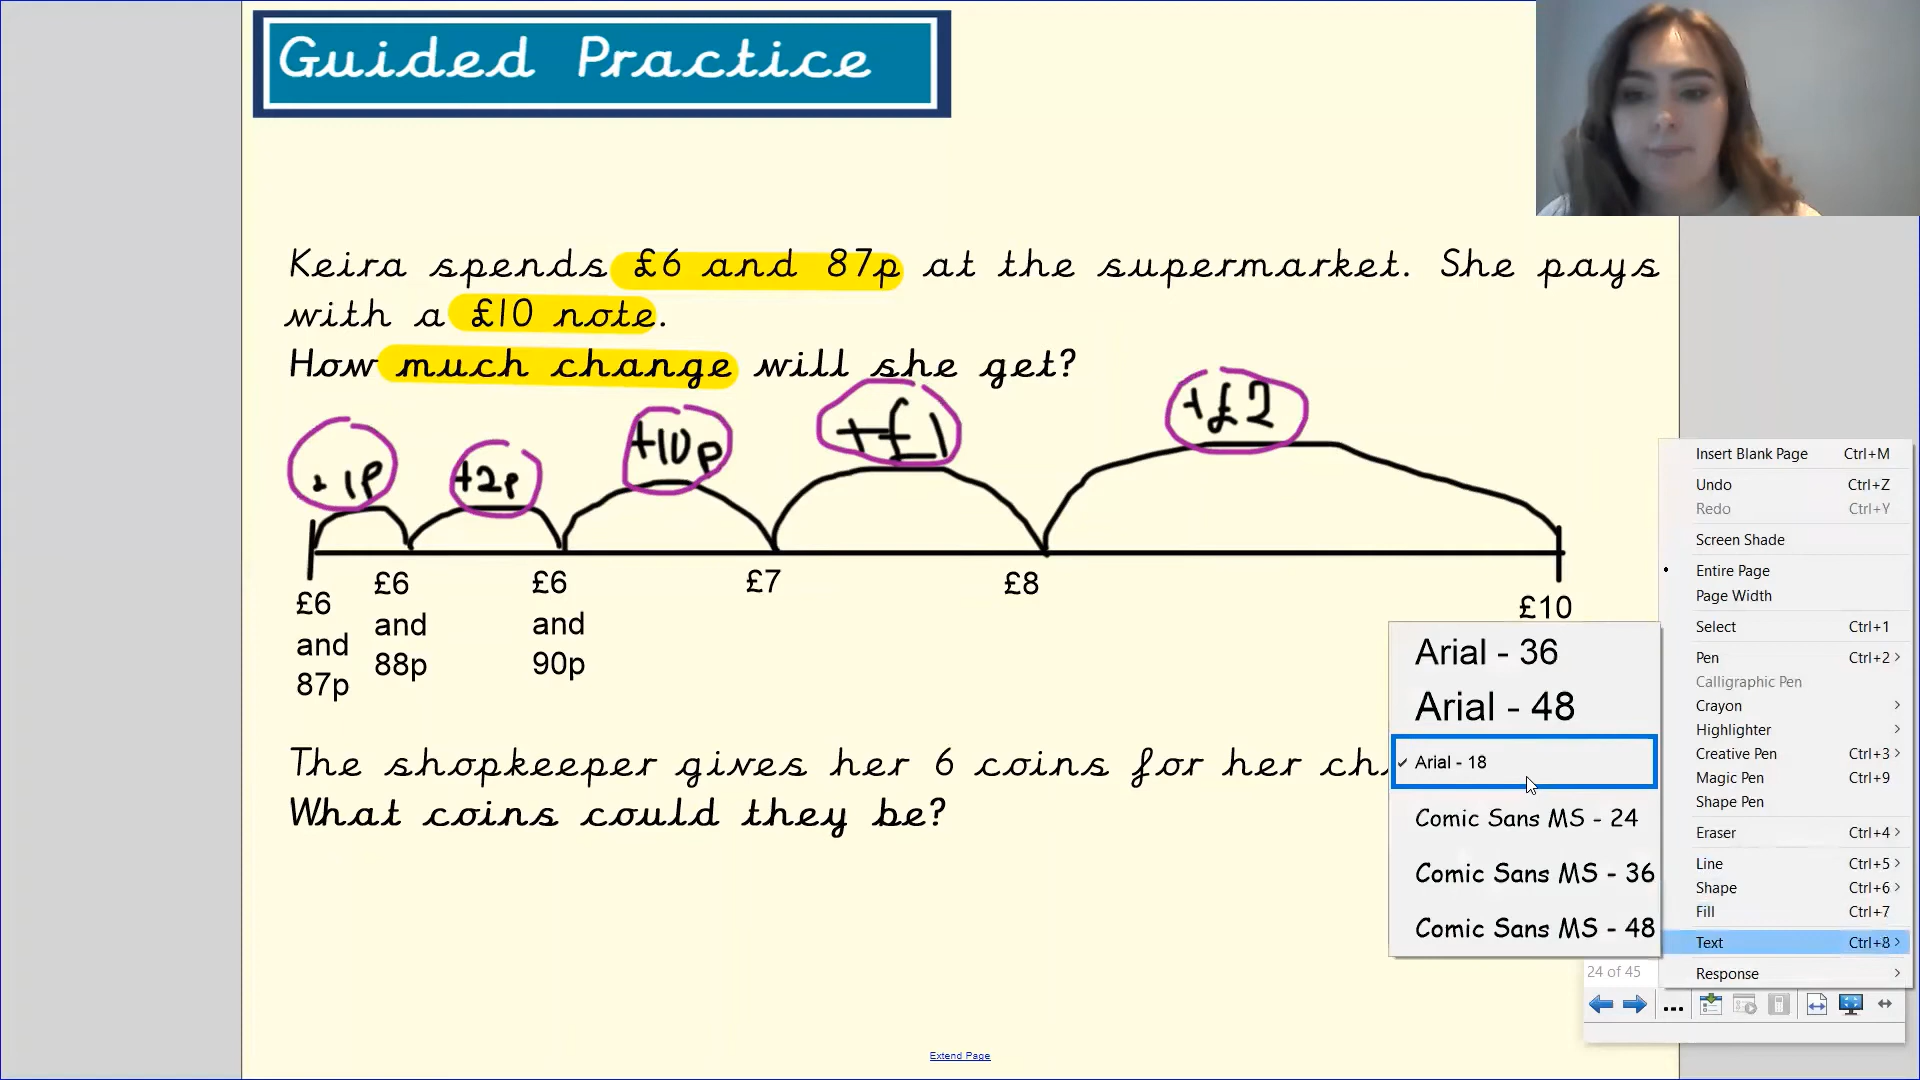 Guided Practice
Keira spends £6 and 87p at the supermarket. She pays
with a £10 note.
How much change will she get?
+1p
+2p
+10p
+£1
+£2
£6
and
87p
£6
and
88p
£6
and
90p
£7
£8
£10
The shopkeeper gives her 6 coins for her ch
What coins could they be?
Arial - 36
Arial - 48
✓ Arial - 18
Comic Sans MS - 24
Comic Sans MS - 36
Comic Sans MS - 48
Insert Blank Page Ctrl+M
Undo Ctrl+Z
Redo Ctrl+Y
Screen Shade
Entire Page
Page Width
Select Ctrl+1
Pen Ctrl+2
Calligraphic Pen
Crayon
Highlighter
Creative Pen Ctrl+3
Magic Pen Ctrl+9
Shape Pen
Eraser Ctrl+4
Line Ctrl+5
Shape Ctrl+6
Fill Ctrl+7
Text Ctrl+8
Response
24 of 45
Extend Page